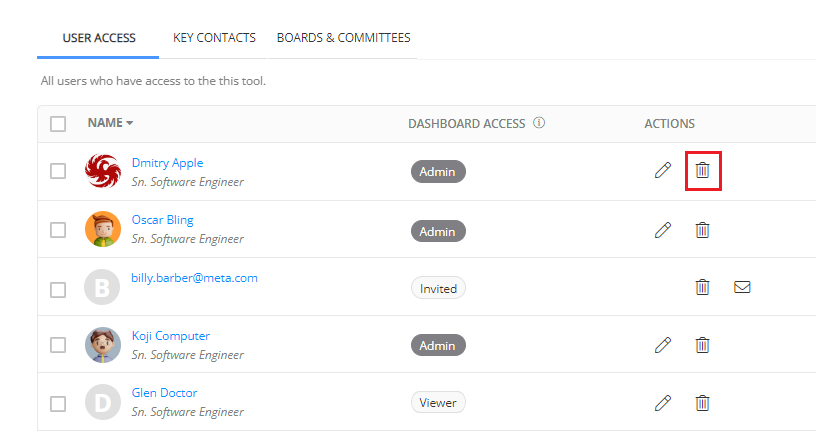 USER ACCESS KEY CONTACTS BOARDS & COMMITTEES
All users who have access to the this tool.
NAME DASHBOARD ACCESS ACTIONS
Dmitry Apple
Sn. Software Engineer
Admin
Oscar Bling
Sn. Software Engineer
Admin
B
billy.barber@meta.com
Invited
Koji Computer
Sn. Software Engineer
Admin
D
Glen Doctor
Sn. Software Engineer
Viewer